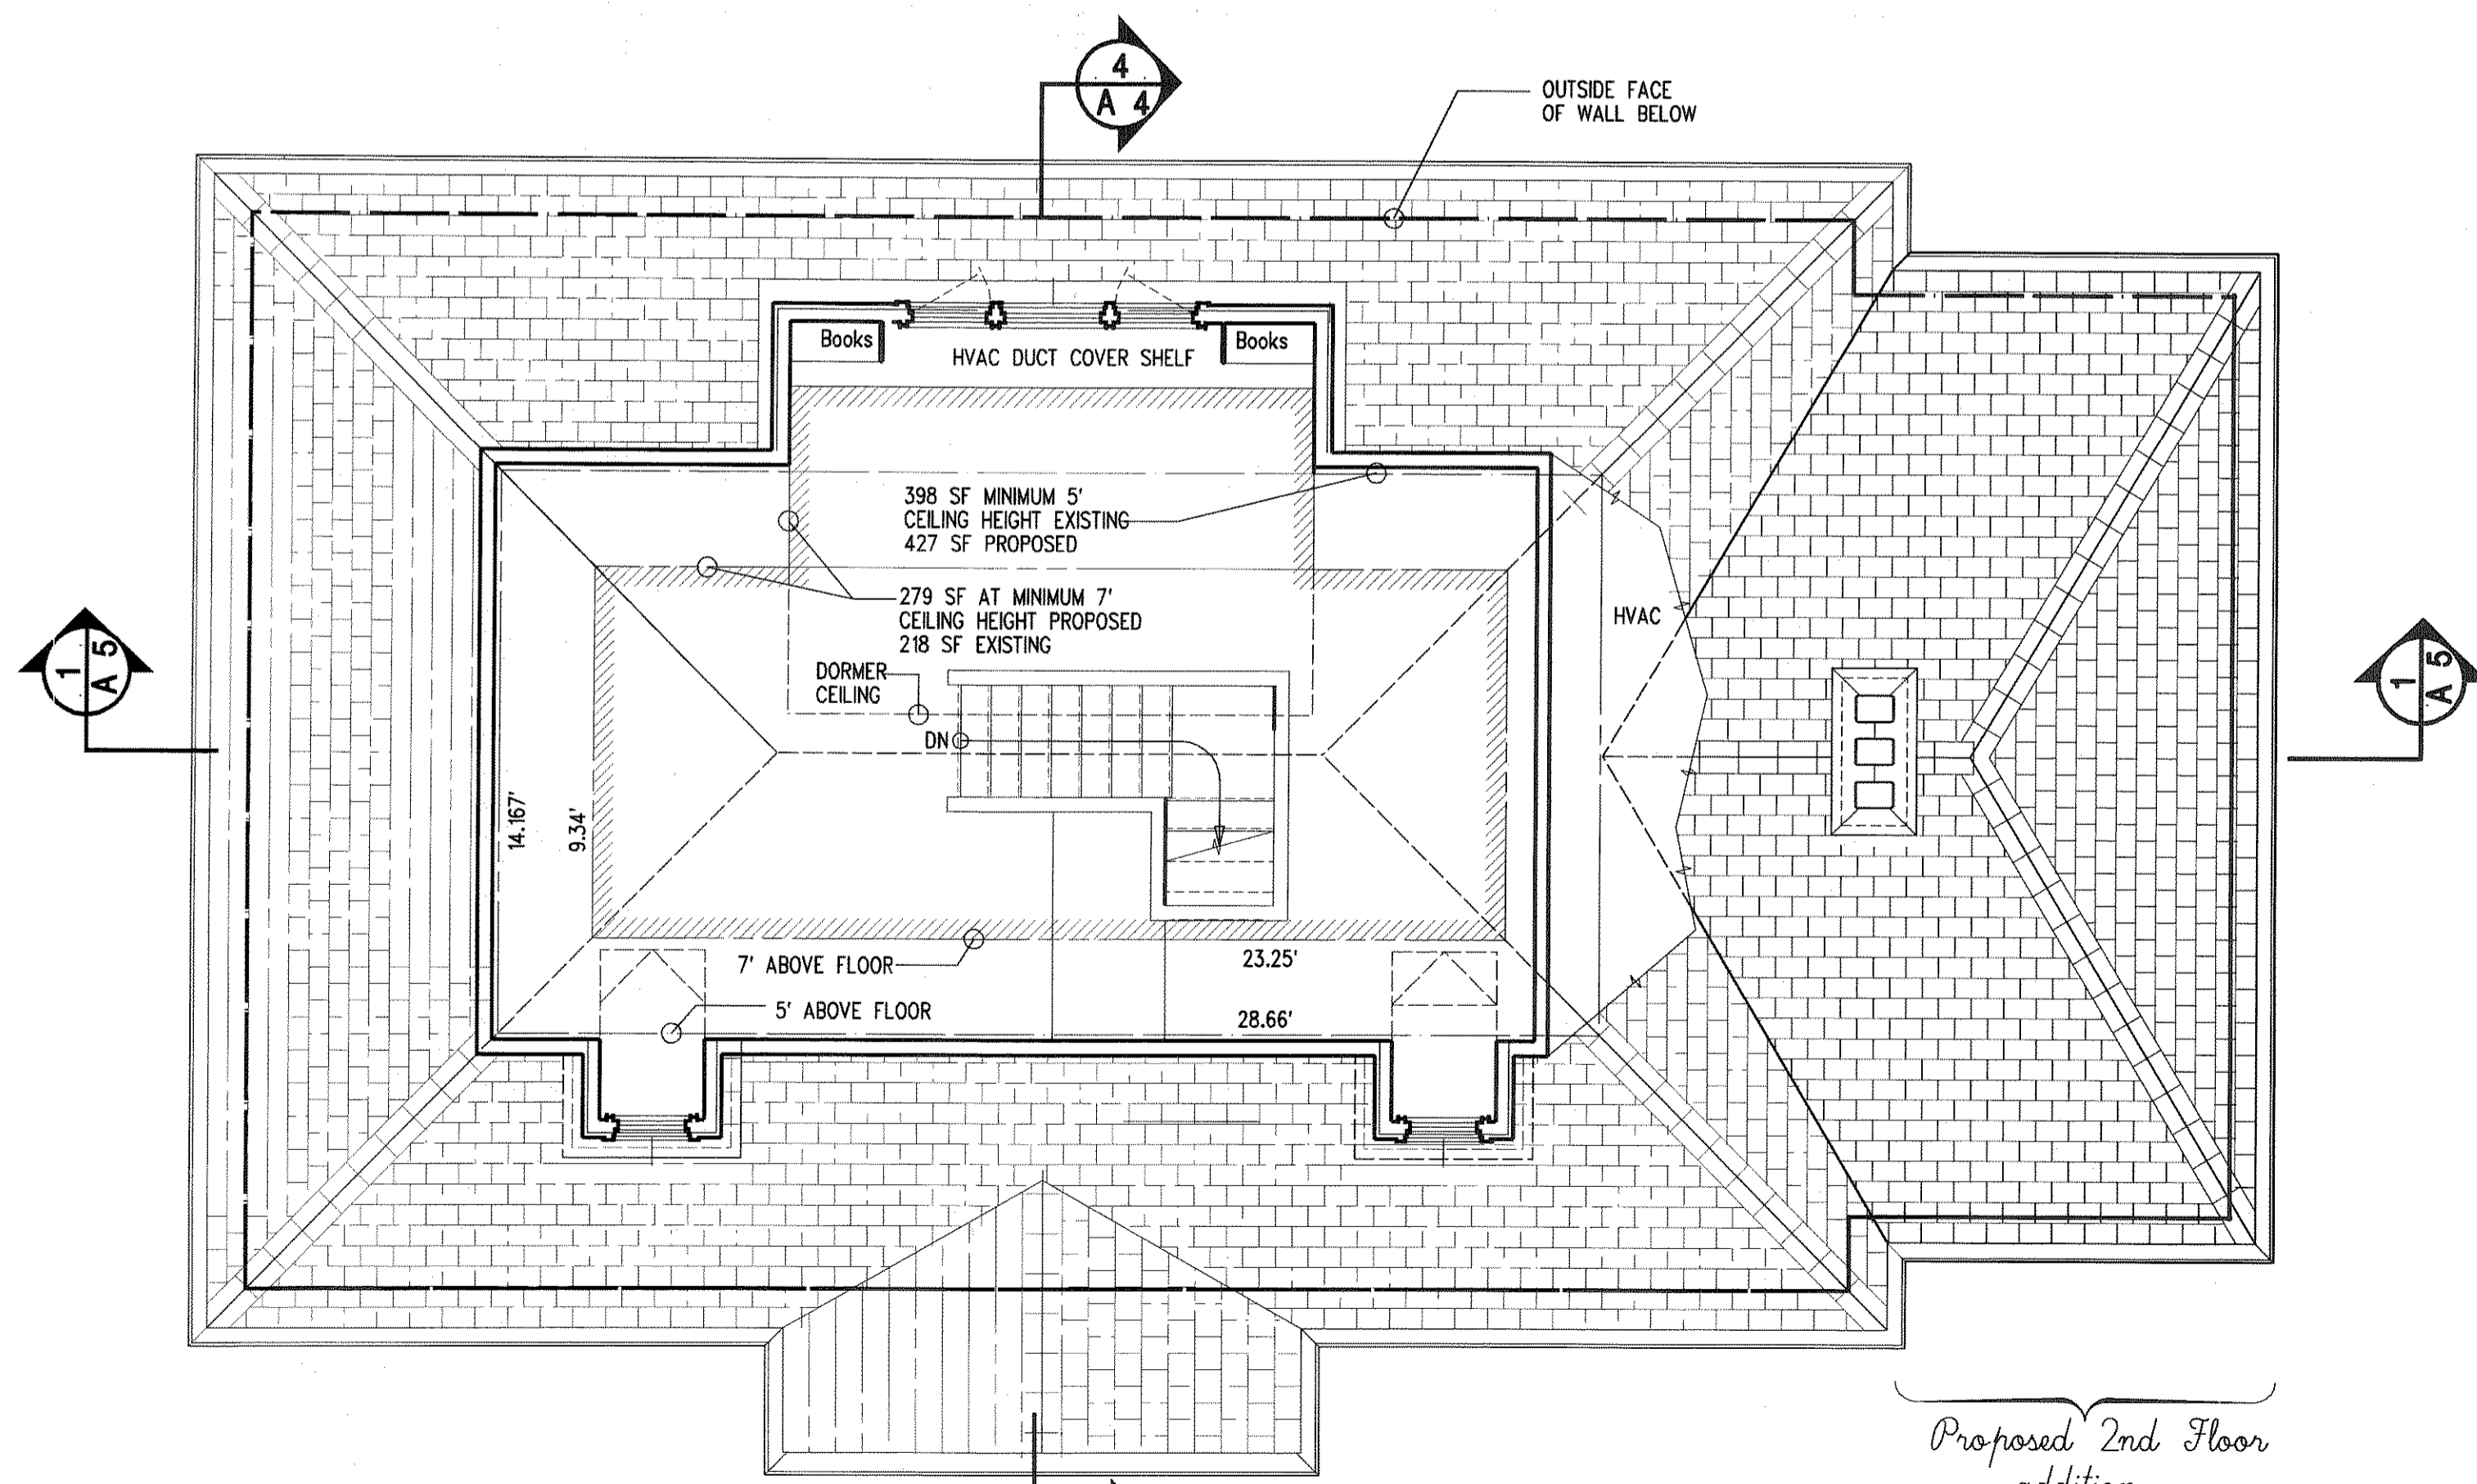 4
A 4
OUTSIDE FACE
OF WALL BELOW
Books
HVAC DUCT COVER SHELF
Books
398 SF MINIMUM 5'
CEILING HEIGHT EXISTING
427 SF PROPOSED
279 SF AT MINIMUM 7'
CEILING HEIGHT PROPOSED
218 SF EXISTING
HVAC
1
A 5
1
A 5
DORMER
CEILING
DN
14.167'
9.34'
7' ABOVE FLOOR
23.25'
5' ABOVE FLOOR
28.66'
Proposed 2nd Floor
addition